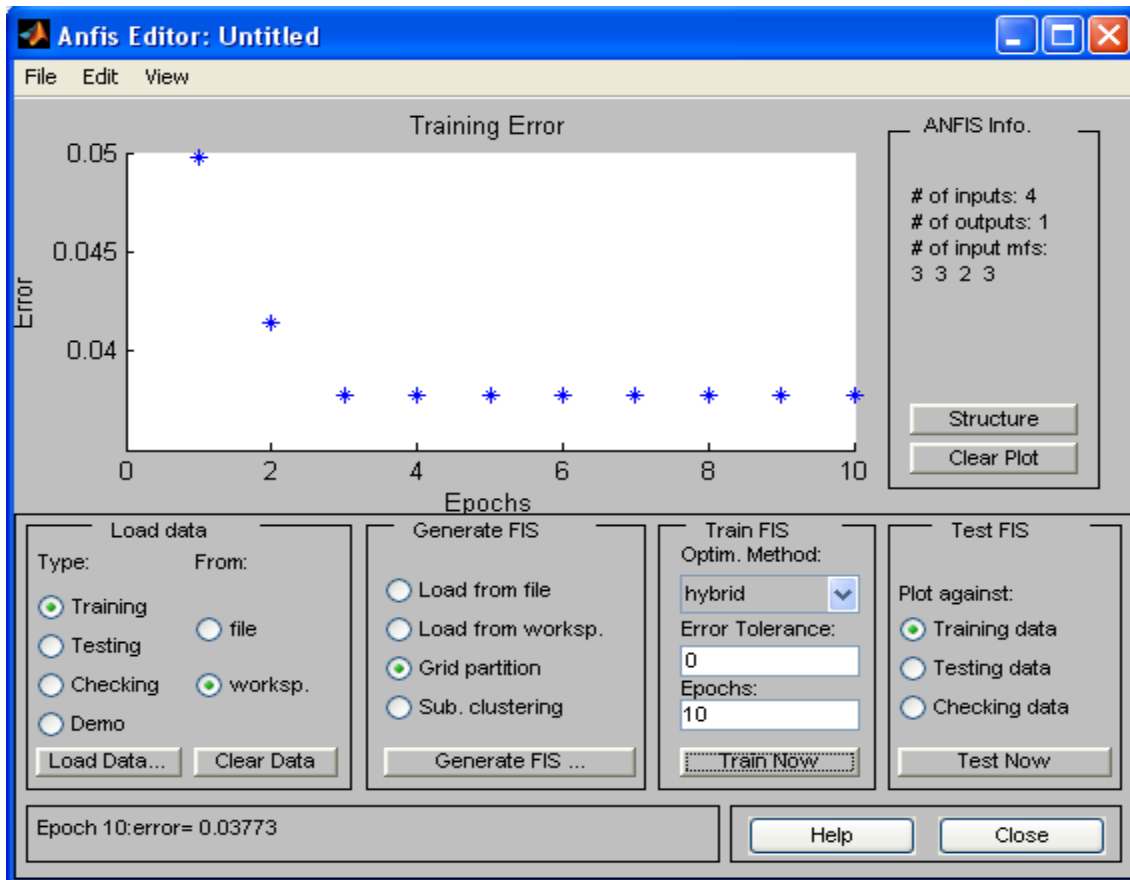 Anfis Editor: Untitled
File Edit View
Training Error
0.05
0.045
0.04
Error
0 2 4 6 8 10
Epochs
ANFIS Info.
# of inputs: 4
# of outputs: 1
# of input mfs:
3 3 2 3
Structure
Clear Plot
Load data
Type: From:
Training
Testing
Checking
Demo
file
worksp.
Load Data... Clear Data
Generate FIS
Load from file
Load from worksp.
Grid partition
Sub. clustering
Generate FIS ...
Train FIS
Optim. Method:
hybrid
Error Tolerance:
0
Epochs:
10
Train Now
Test FIS
Plot against:
Training data
Testing data
Checking data
Test Now
Epoch 10:error= 0.03773
Help Close